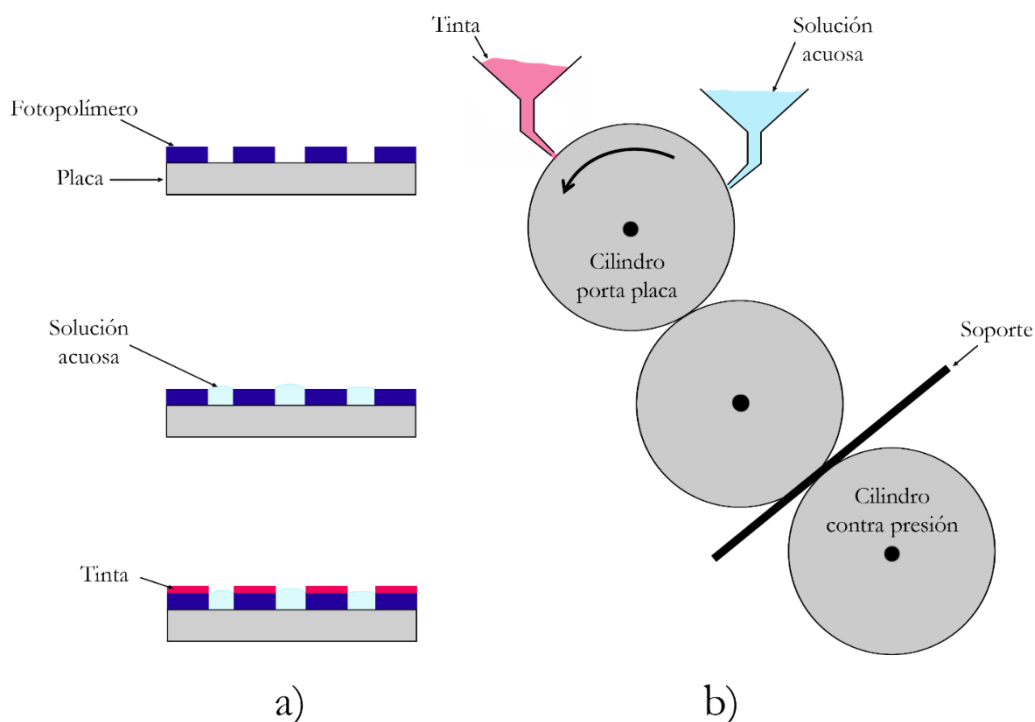 Fotopolímero
Placa
Solución
acuosa
Tinta
a)
Tinta
Solución
acuosa
Cilindro
porta placa
Soporte
Cilindro
contra presión
b)